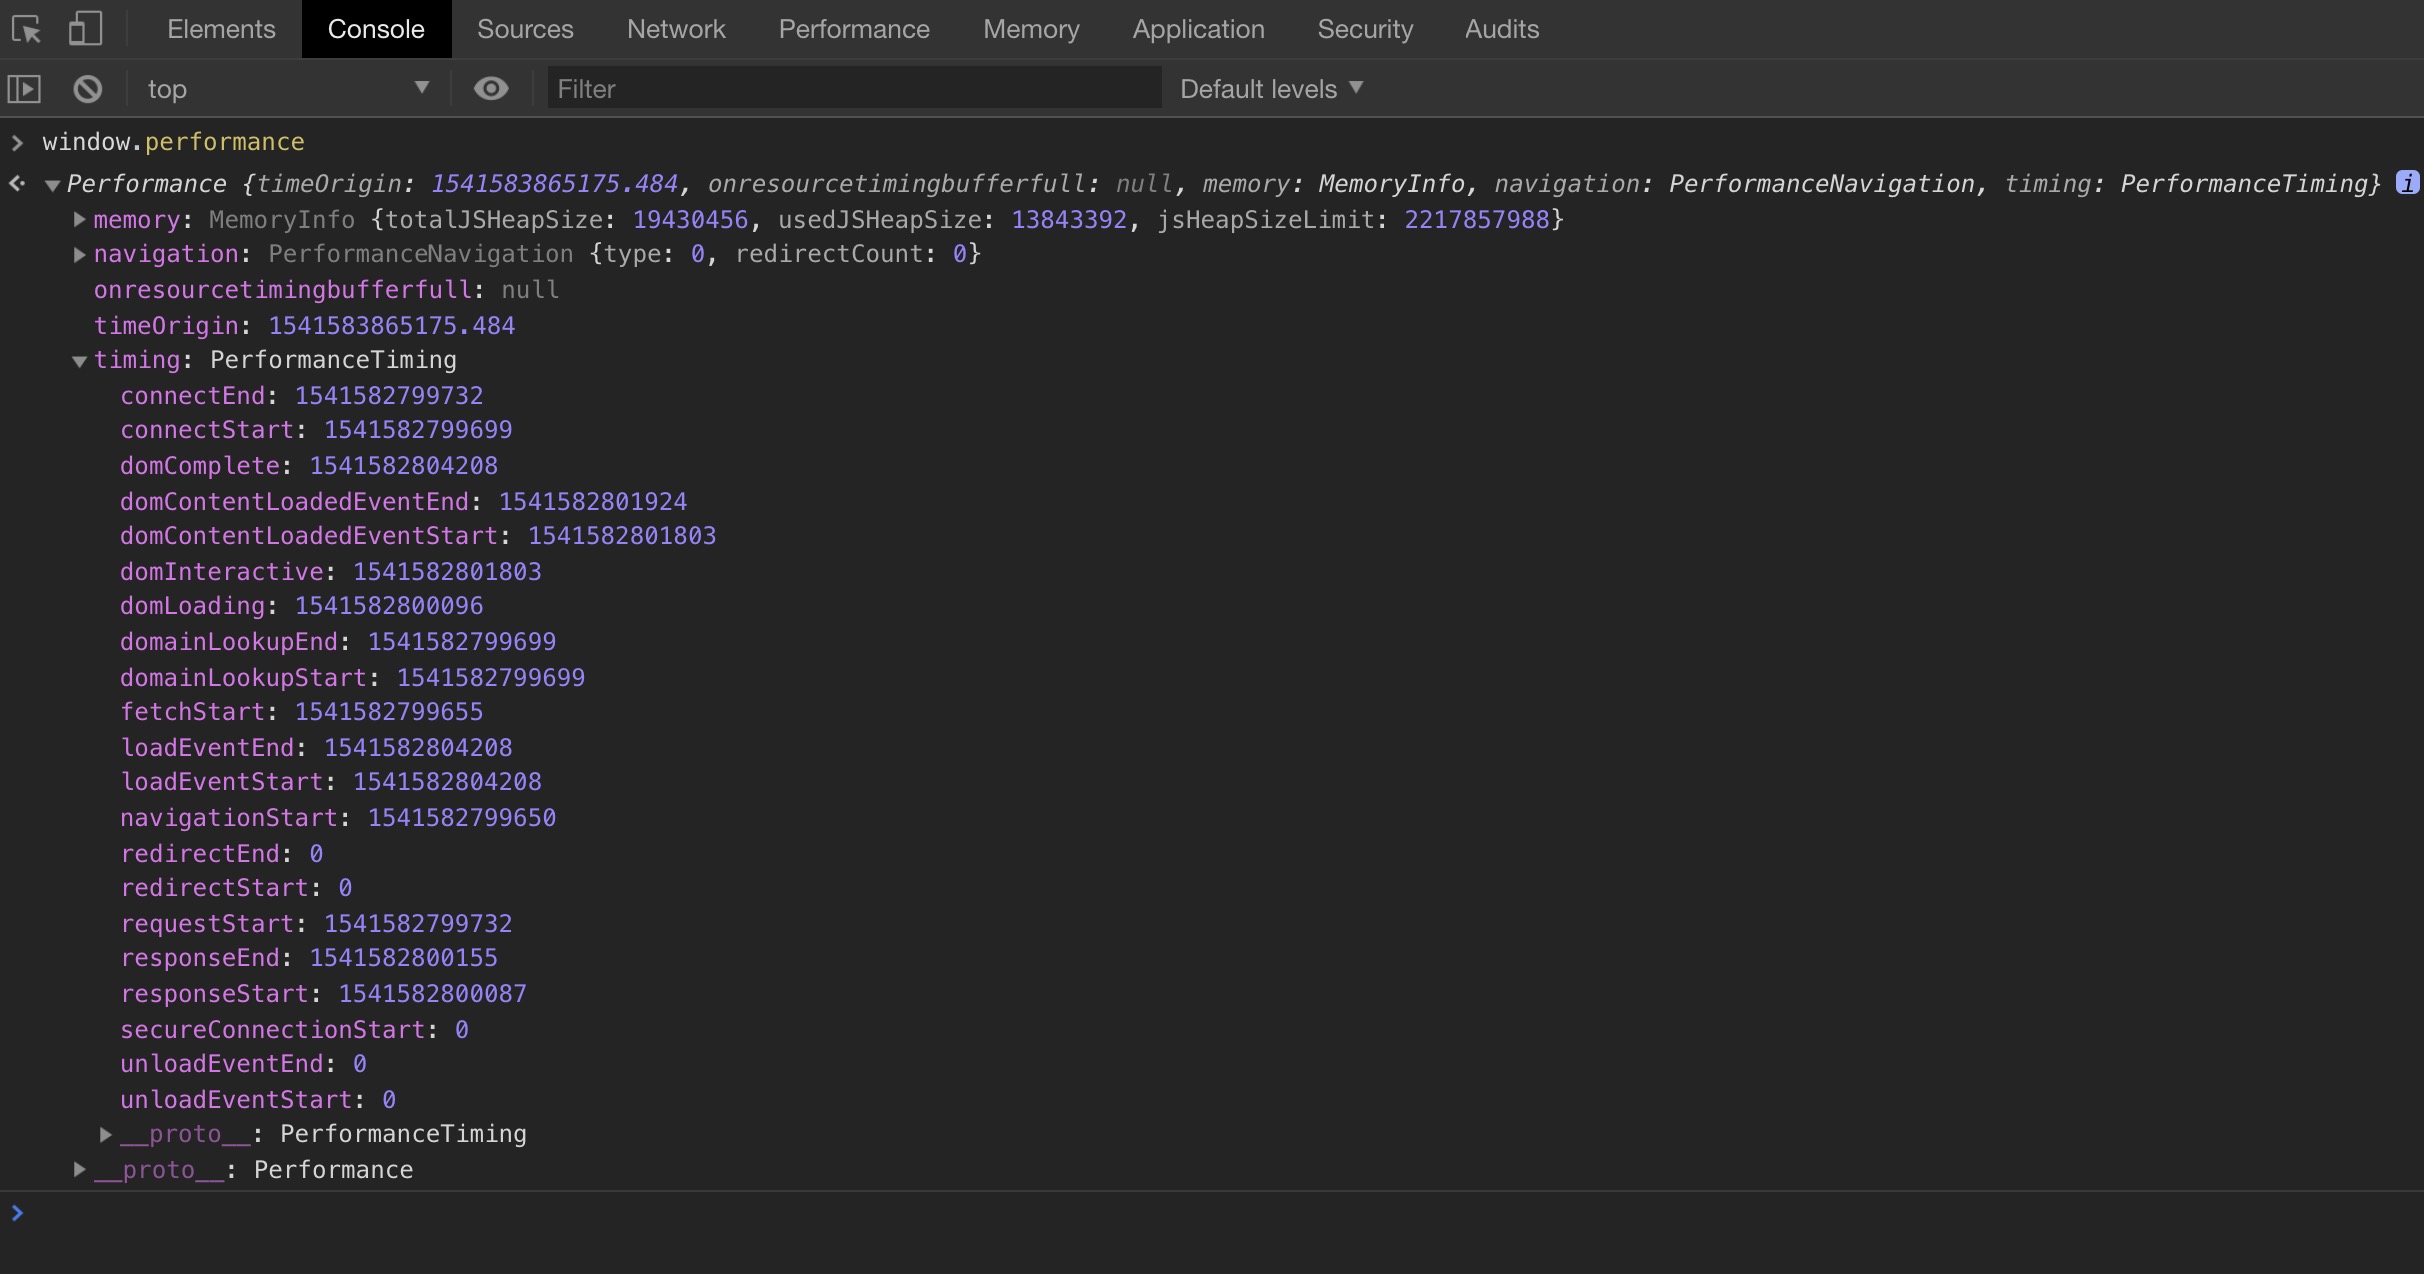 Elements Console Sources Network Performance Memory Application Security Audits
top Filter Default levels
window.performance
Performance {timeOrigin: 1541583865175.484, onresourcetimingbufferfull: null, memory: MemoryInfo, navigation: PerformanceNavigation, timing: PerformanceTiming} i
memory: MemoryInfo {totalJSHeapSize: 19430456, usedJSHeapSize: 13843392, jsHeapSizeLimit: 2217857988}
navigation: PerformanceNavigation {type: 0, redirectCount: 0}
onresourcetimingbufferfull: null
timeOrigin: 1541583865175.484
timing: PerformanceTiming
connectEnd: 1541582799732
connectStart: 1541582799699
domComplete: 1541582804208
domContentLoadedEventEnd: 1541582801924
domContentLoadedEventStart: 1541582801803
domInteractive: 1541582801803
domLoading: 1541582800096
domainLookupEnd: 1541582799699
domainLookupStart: 1541582799699
fetchStart: 1541582799655
loadEventEnd: 1541582804208
loadEventStart: 1541582804208
navigationStart: 1541582799650
redirectEnd: 0
redirectStart: 0
requestStart: 1541582799732
responseEnd: 1541582800155
responseStart: 1541582800087
secureConnectionStart: 0
unloadEventEnd: 0
unloadEventStart: 0
__proto__: PerformanceTiming
__proto__: Performance